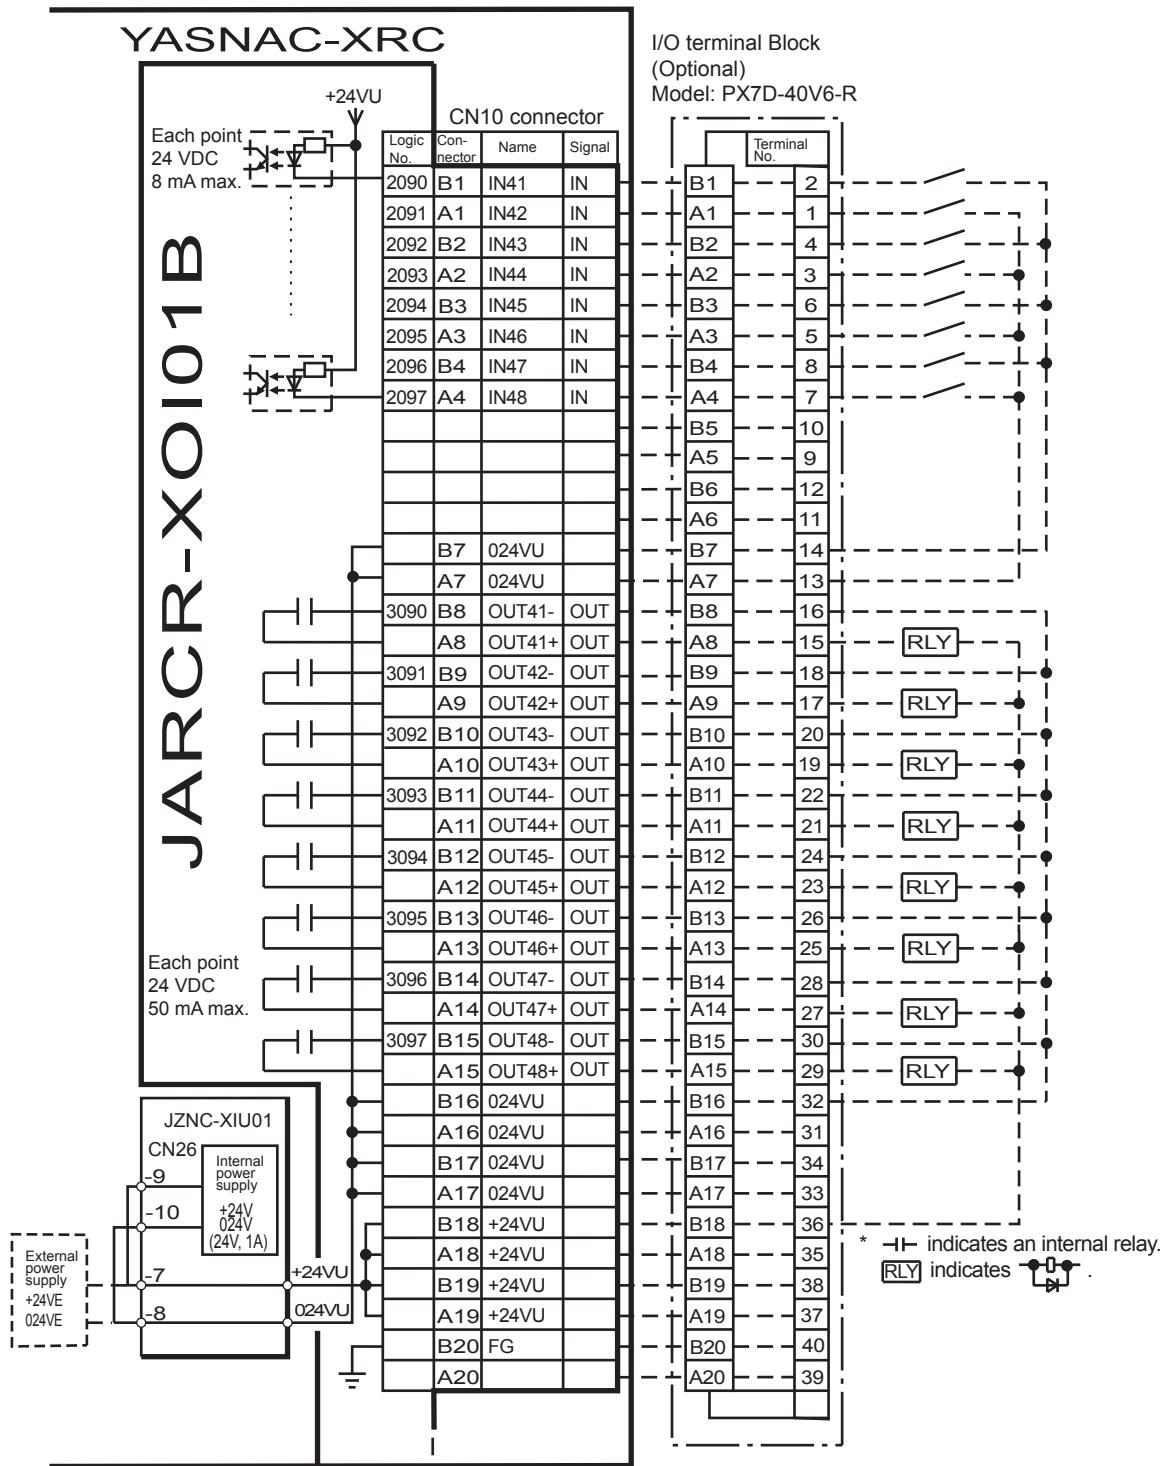 YASNAC-XRC
I/O terminal Block
(Optional)
Model: PX7D-40V6-R
JARCR-XOI01B
+24VU
Each point
24 VDC
8 mA max.
CN10 connector
Logic No. Con-nector Name Signal Terminal No.
2090 B1 IN41 IN B1 2
2091 A1 IN42 IN A1 1
2092 B2 IN43 IN B2 4
2093 A2 IN44 IN A2 3
2094 B3 IN45 IN B3 6
2095 A3 IN46 IN A3 5
2096 B4 IN47 IN B4 8
2097 A4 IN48 IN A4 7
B5 10
A5 9
B6 12
A6 11
B7 024VU B7 14
A7 024VU A7 13
3090 B8 OUT41- OUT B8 16
A8 OUT41+ OUT A8 15 RLY
3091 B9 OUT42- OUT B9 18
A9 OUT42+ OUT A9 17 RLY
3092 B10 OUT43- OUT B10 20
A10 OUT43+ OUT A10 19 RLY
3093 B11 OUT44- OUT B11 22
A11 OUT44+ OUT A11 21 RLY
3094 B12 OUT45- OUT B12 24
A12 OUT45+ OUT A12 23 RLY
3095 B13 OUT46- OUT B13 26
A13 OUT46+ OUT A13 25 RLY
Each point
24 VDC
50 mA max.
3096 B14 OUT47- OUT B14 28
A14 OUT47+ OUT A14 27 RLY
3097 B15 OUT48- OUT B15 30
A15 OUT48+ OUT A15 29 RLY
B16 024VU B16 32
A16 024VU A16 31
B17 024VU B17 34
A17 024VU A17 33
B18 +24VU B18 36
A18 +24VU A18 35
B19 +24VU B19 38
A19 +24VU A19 37
B20 FG B20 40
A20 A20 39
JZNC-XIU01
CN26
-9
-10
-7
-8
Internal
power
supply
+24V
024V
(24V, 1A)
External
power
supply
+24VE
024VE
+24VU
024VU
* indicates an internal relay.
RLY indicates .